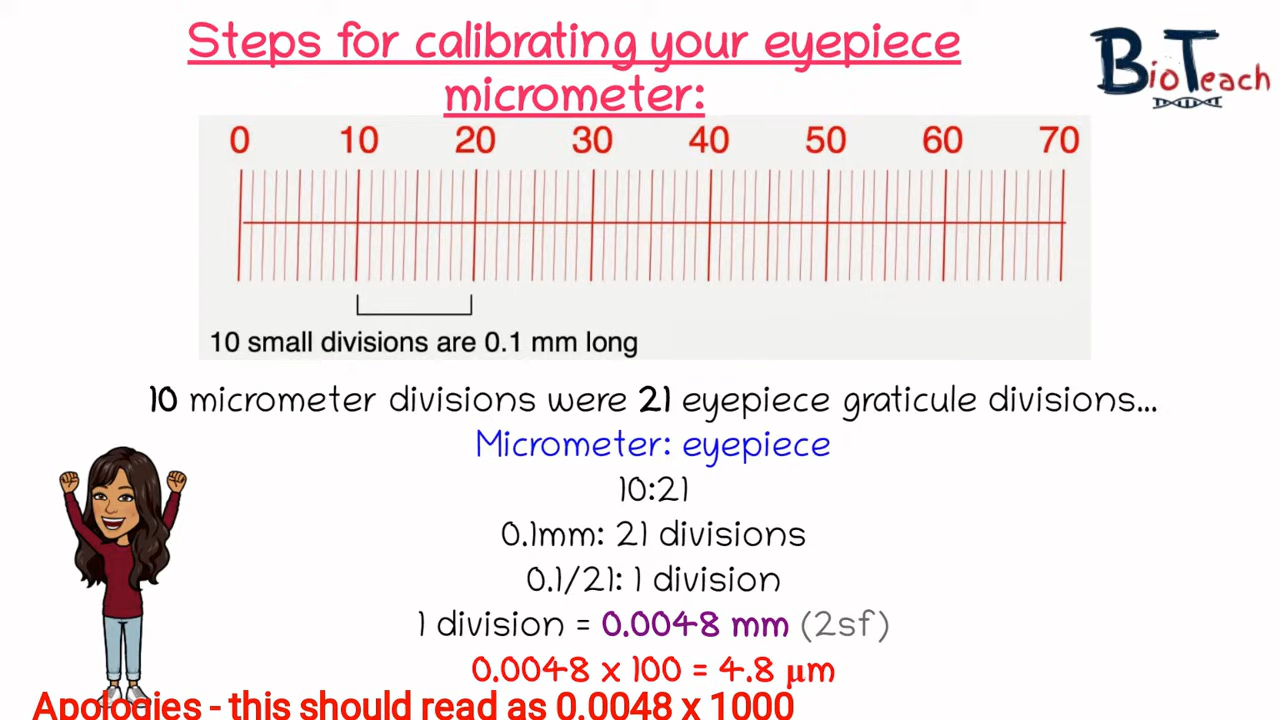 Steps for calibrating your eyepiece
micrometer:
BioTeach
0 10 20 30 40 50 60 70
10 small divisions are 0.1 mm long
10 micrometer divisions were 21 eyepiece graticule divisions...
Micrometer: eyepiece
10:21
0.1mm: 21 divisions
0.1/21: 1 division
1 division = 0.0048 mm (2sf)
0.0048 x 100 = 4.8 μm
Apologies - this should read as 0.0048 x 1000